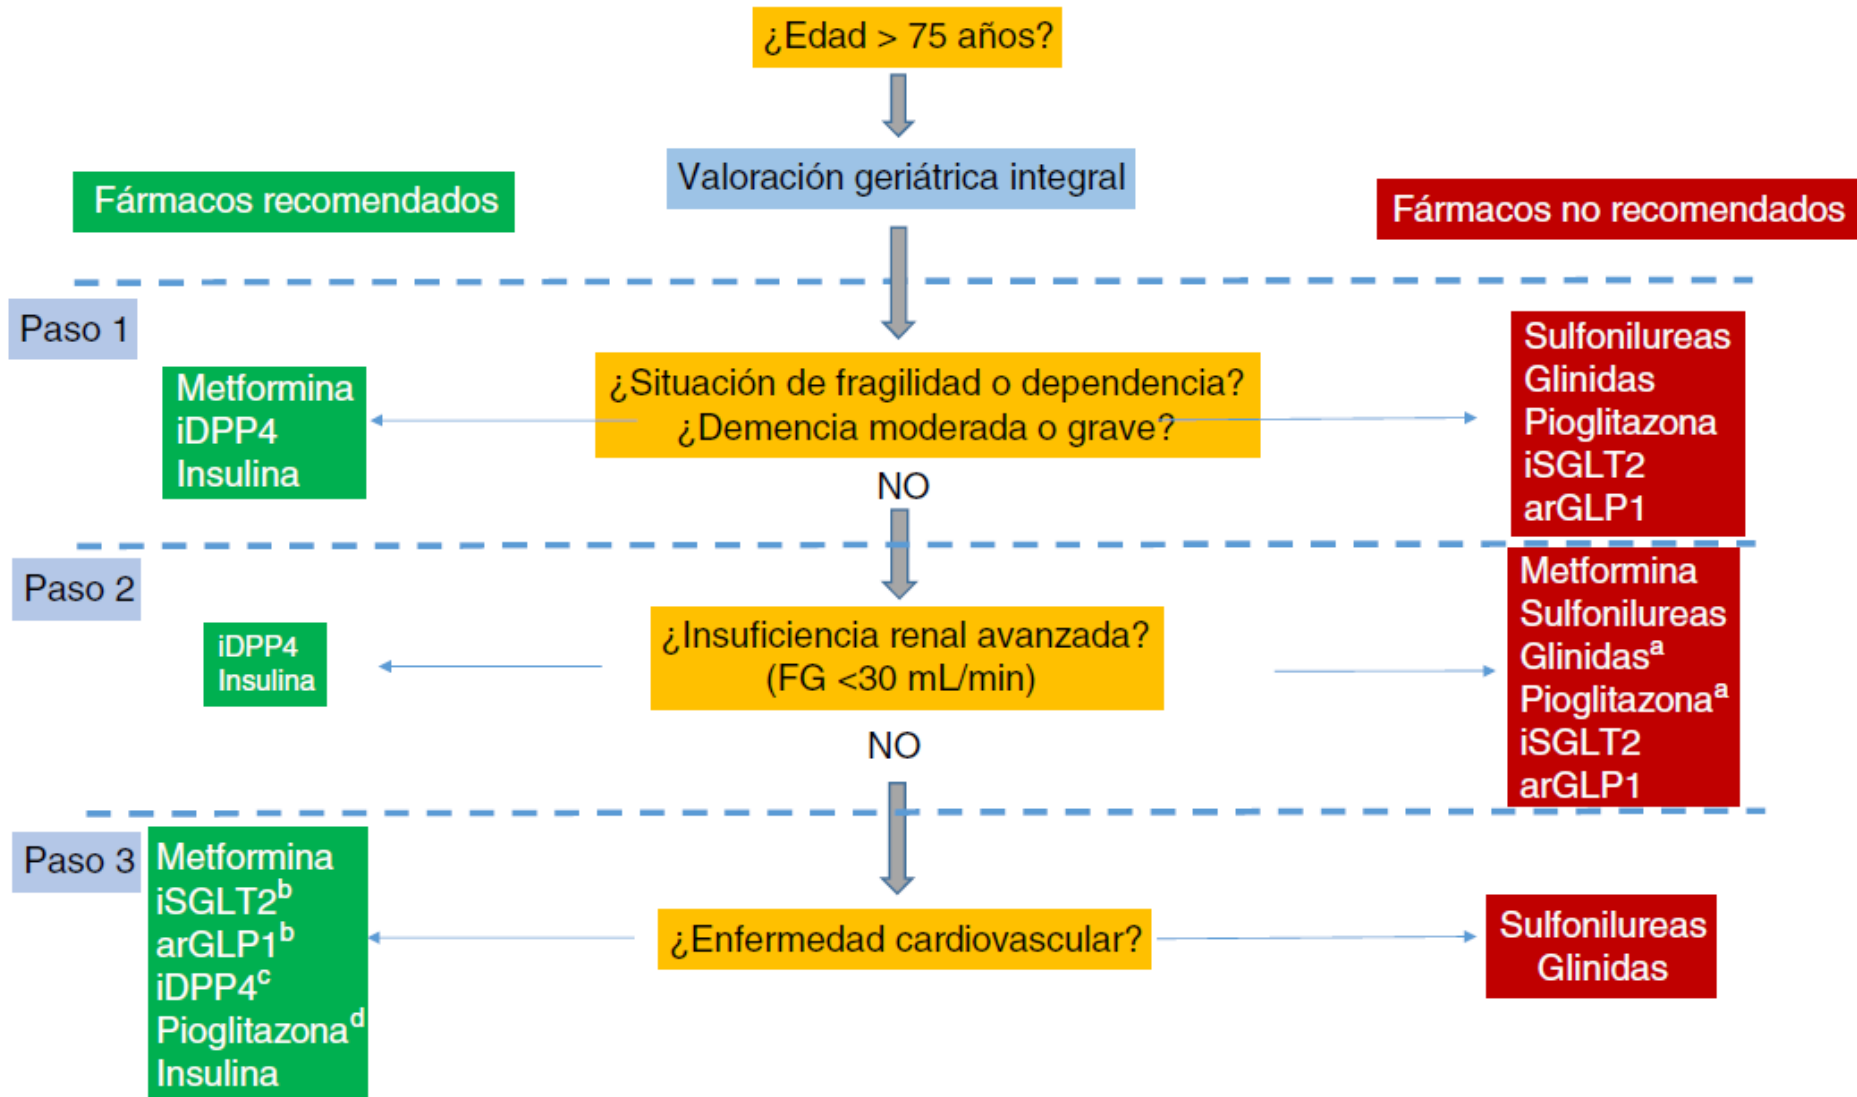 ¿Edad > 75 años?
Valoración geriátrica integral
Fármacos recomendados
Fármacos no recomendados
Paso 1
Metformina
iDPP4
Insulina
¿Situación de fragilidad o dependencia?
¿Demencia moderada o grave?
NO
Sulfonilureas
Glinidas
Pioglitazona
iSGLT2
arGLP1
Paso 2
iDPP4
Insulina
¿Insuficiencia renal avanzada?
(FG <30 mL/min)
NO
Metformina
Sulfonilureas
Glinidasᵃ
Pioglitazonaᵃ
iSGLT2
arGLP1
Paso 3
Metformina
iSGLT2ᵇ
arGLP1ᵇ
iDPP4ᶜ
Pioglitazonaᵈ
Insulina
¿Enfermedad cardiovascular?
Sulfonilureas
Glinidas